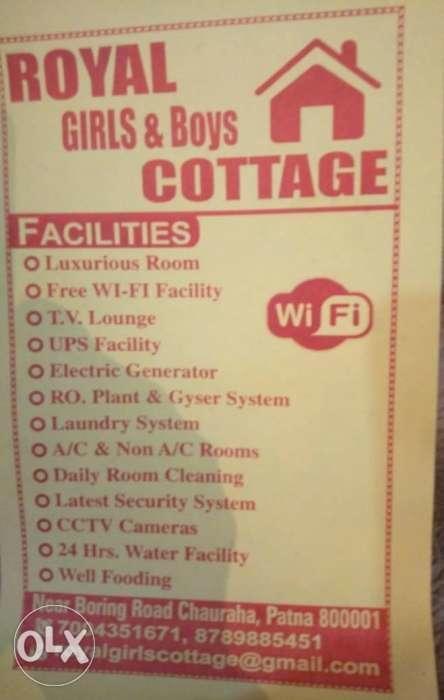 ROYAL
GIRLS & BOYS
COTTAGE
FACILITIES
Luxurious Room
Free WI-FI Facility
T.V. Lounge
UPS Facility
Electric Generator
RO. Plant & Gyser System
Laundry System
A/C & Non A/C Rooms
Daily Room Cleaning
Latest Security System
CCTV Cameras
24 Hrs. Water Facility
Well Fooding
Wi Fi
Near Boring Road Chauraha, Patna 800001
8789885451
OLX